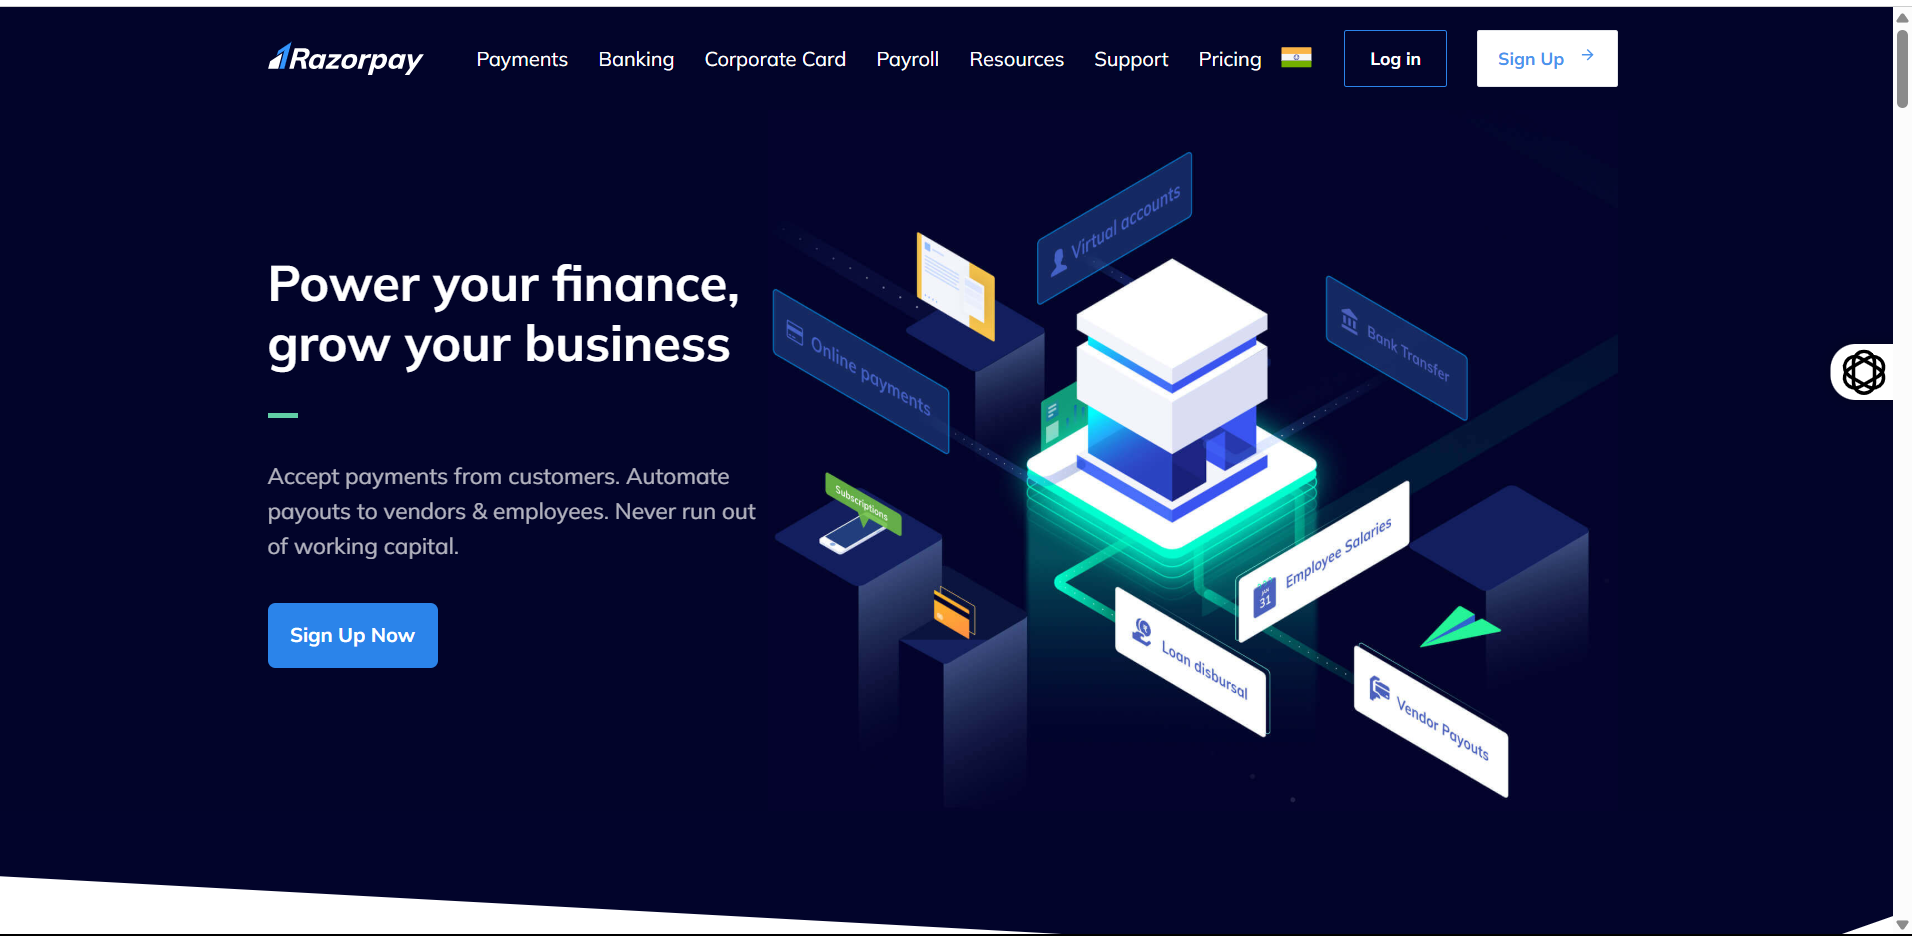 Razorpay
Payments Banking Corporate Card Payroll Resources Support Pricing Log in Sign Up →
Power your finance,
grow your business
Accept payments from customers. Automate
payouts to vendors & employees. Never run out
of working capital.
Sign Up Now
Virtual accounts
Bank Transfer
Online payments
Subscriptions
Employee Salaries
JAN
31
Loan disbursal
Vendor Payouts